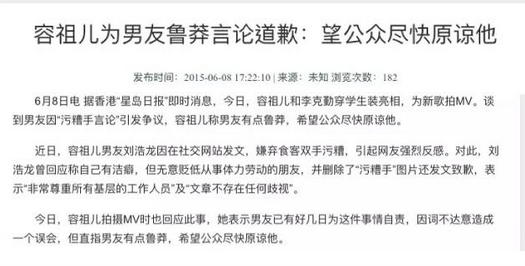 容祖儿为男友鲁莽言论道歉：望公众尽快原谅他
发布时间：2015-06-08 17:22:10 | 来源：未知 浏览次数：182
6月8日电 据香港“星岛日报”即时消息，今日，容祖儿和李克勤穿学生装亮相，为新歌拍MV。谈
到男友因“污糟手言论”引发争议，容祖儿称男友有点鲁莽，希望公众尽快原谅他。
近日，容祖儿男友刘浩龙因在社交网站发文，嫌弃食客双手污糟，引起网友强烈反感。对此，刘
浩龙曾回应称自己有洁癖，但无意贬低从事体力劳动的朋友，并删除了“污糟手”图片还发文致歉，表
示“非常尊重所有基层的工作人员”及“文章不存在任何歧视”。
今日，容祖儿拍摄MV时也回应此事，她表示男友已有好几日为这件事情自责，因词不达意造成
一个误会，但直指男友有点鲁莽，希望公众尽快原谅他。